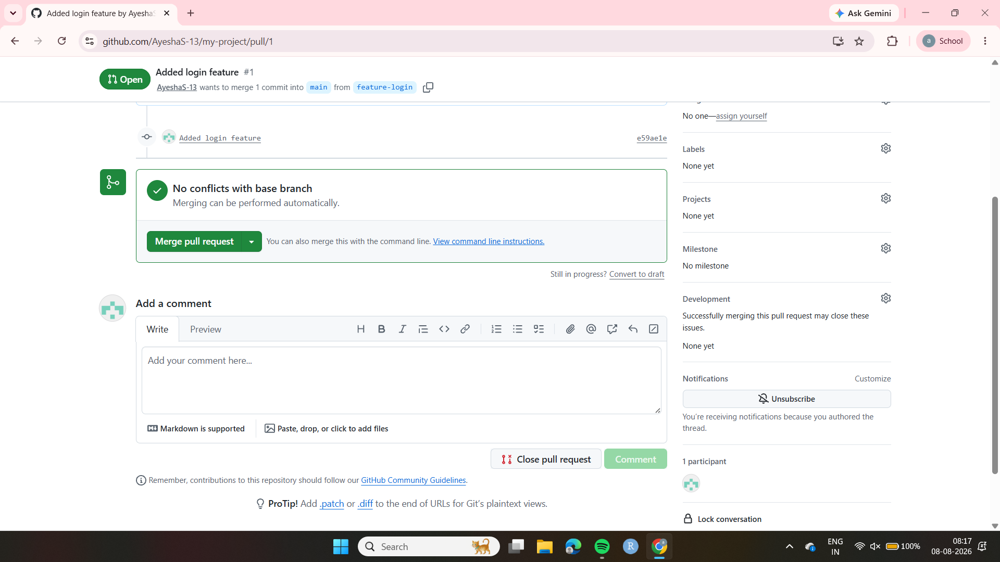 Added login feature by Ayesha
Ask Gemini
github.com/AyeshaS-13/my-project/pull/1
a School
Open
Added login feature #1
AyeshaS-13 wants to merge 1 commit into main from feature-login
No one—assign yourself
Added login feature
e59ae1e
Labels
None yet
No conflicts with base branch
Merging can be performed automatically.
Projects
None yet
Merge pull request
You can also merge this with the command line. View command line instructions.
Milestone
No milestone
Still in progress? Convert to draft
Development
Successfully merging this pull request may close these
issues.
None yet
Add a comment
Write
Preview
H B I
Add your comment here...
Markdown is supported
Paste, drop, or click to add files
Notifications
Customize
Unsubscribe
You’re receiving notifications because you authored the
thread.
Close pull request
Comment
1 participant
Remember, contributions to this repository should follow our GitHub Community Guidelines.
ProTip! Add .patch or .diff to the end of URLs for Git’s plaintext views.
Lock conversation
Search
R
a
ENG
IN
100%
08:17
08-08-2026